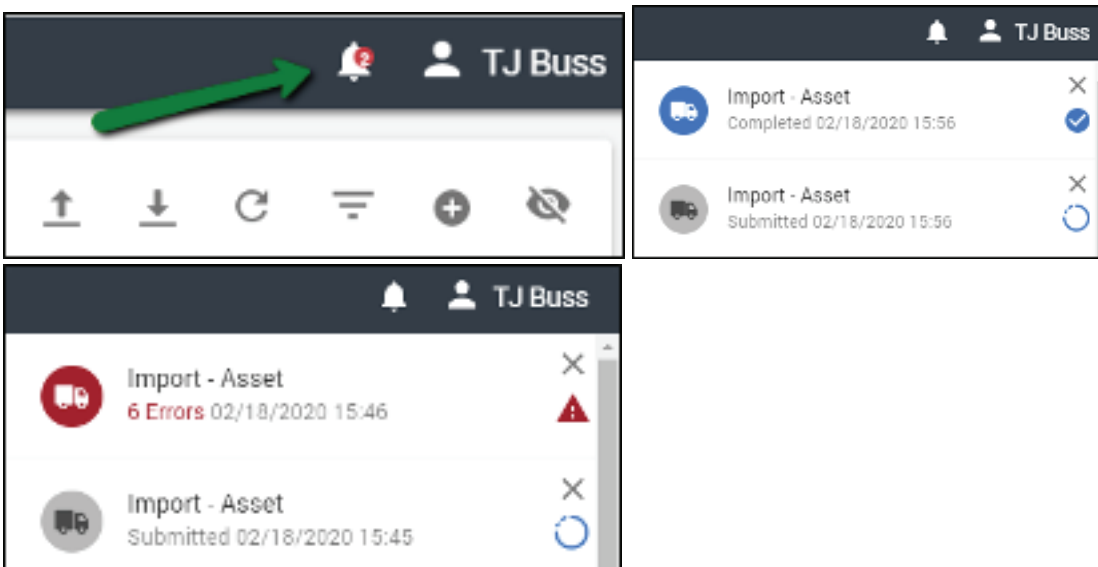 2
TJ Buss
TJ Buss
Import - Asset
Completed 02/18/2020 15:56
Import - Asset
Submitted 02/18/2020 15:56
TJ Buss
Import - Asset
6 Errors 02/18/2020 15:46
Import - Asset
Submitted 02/18/2020 15:45